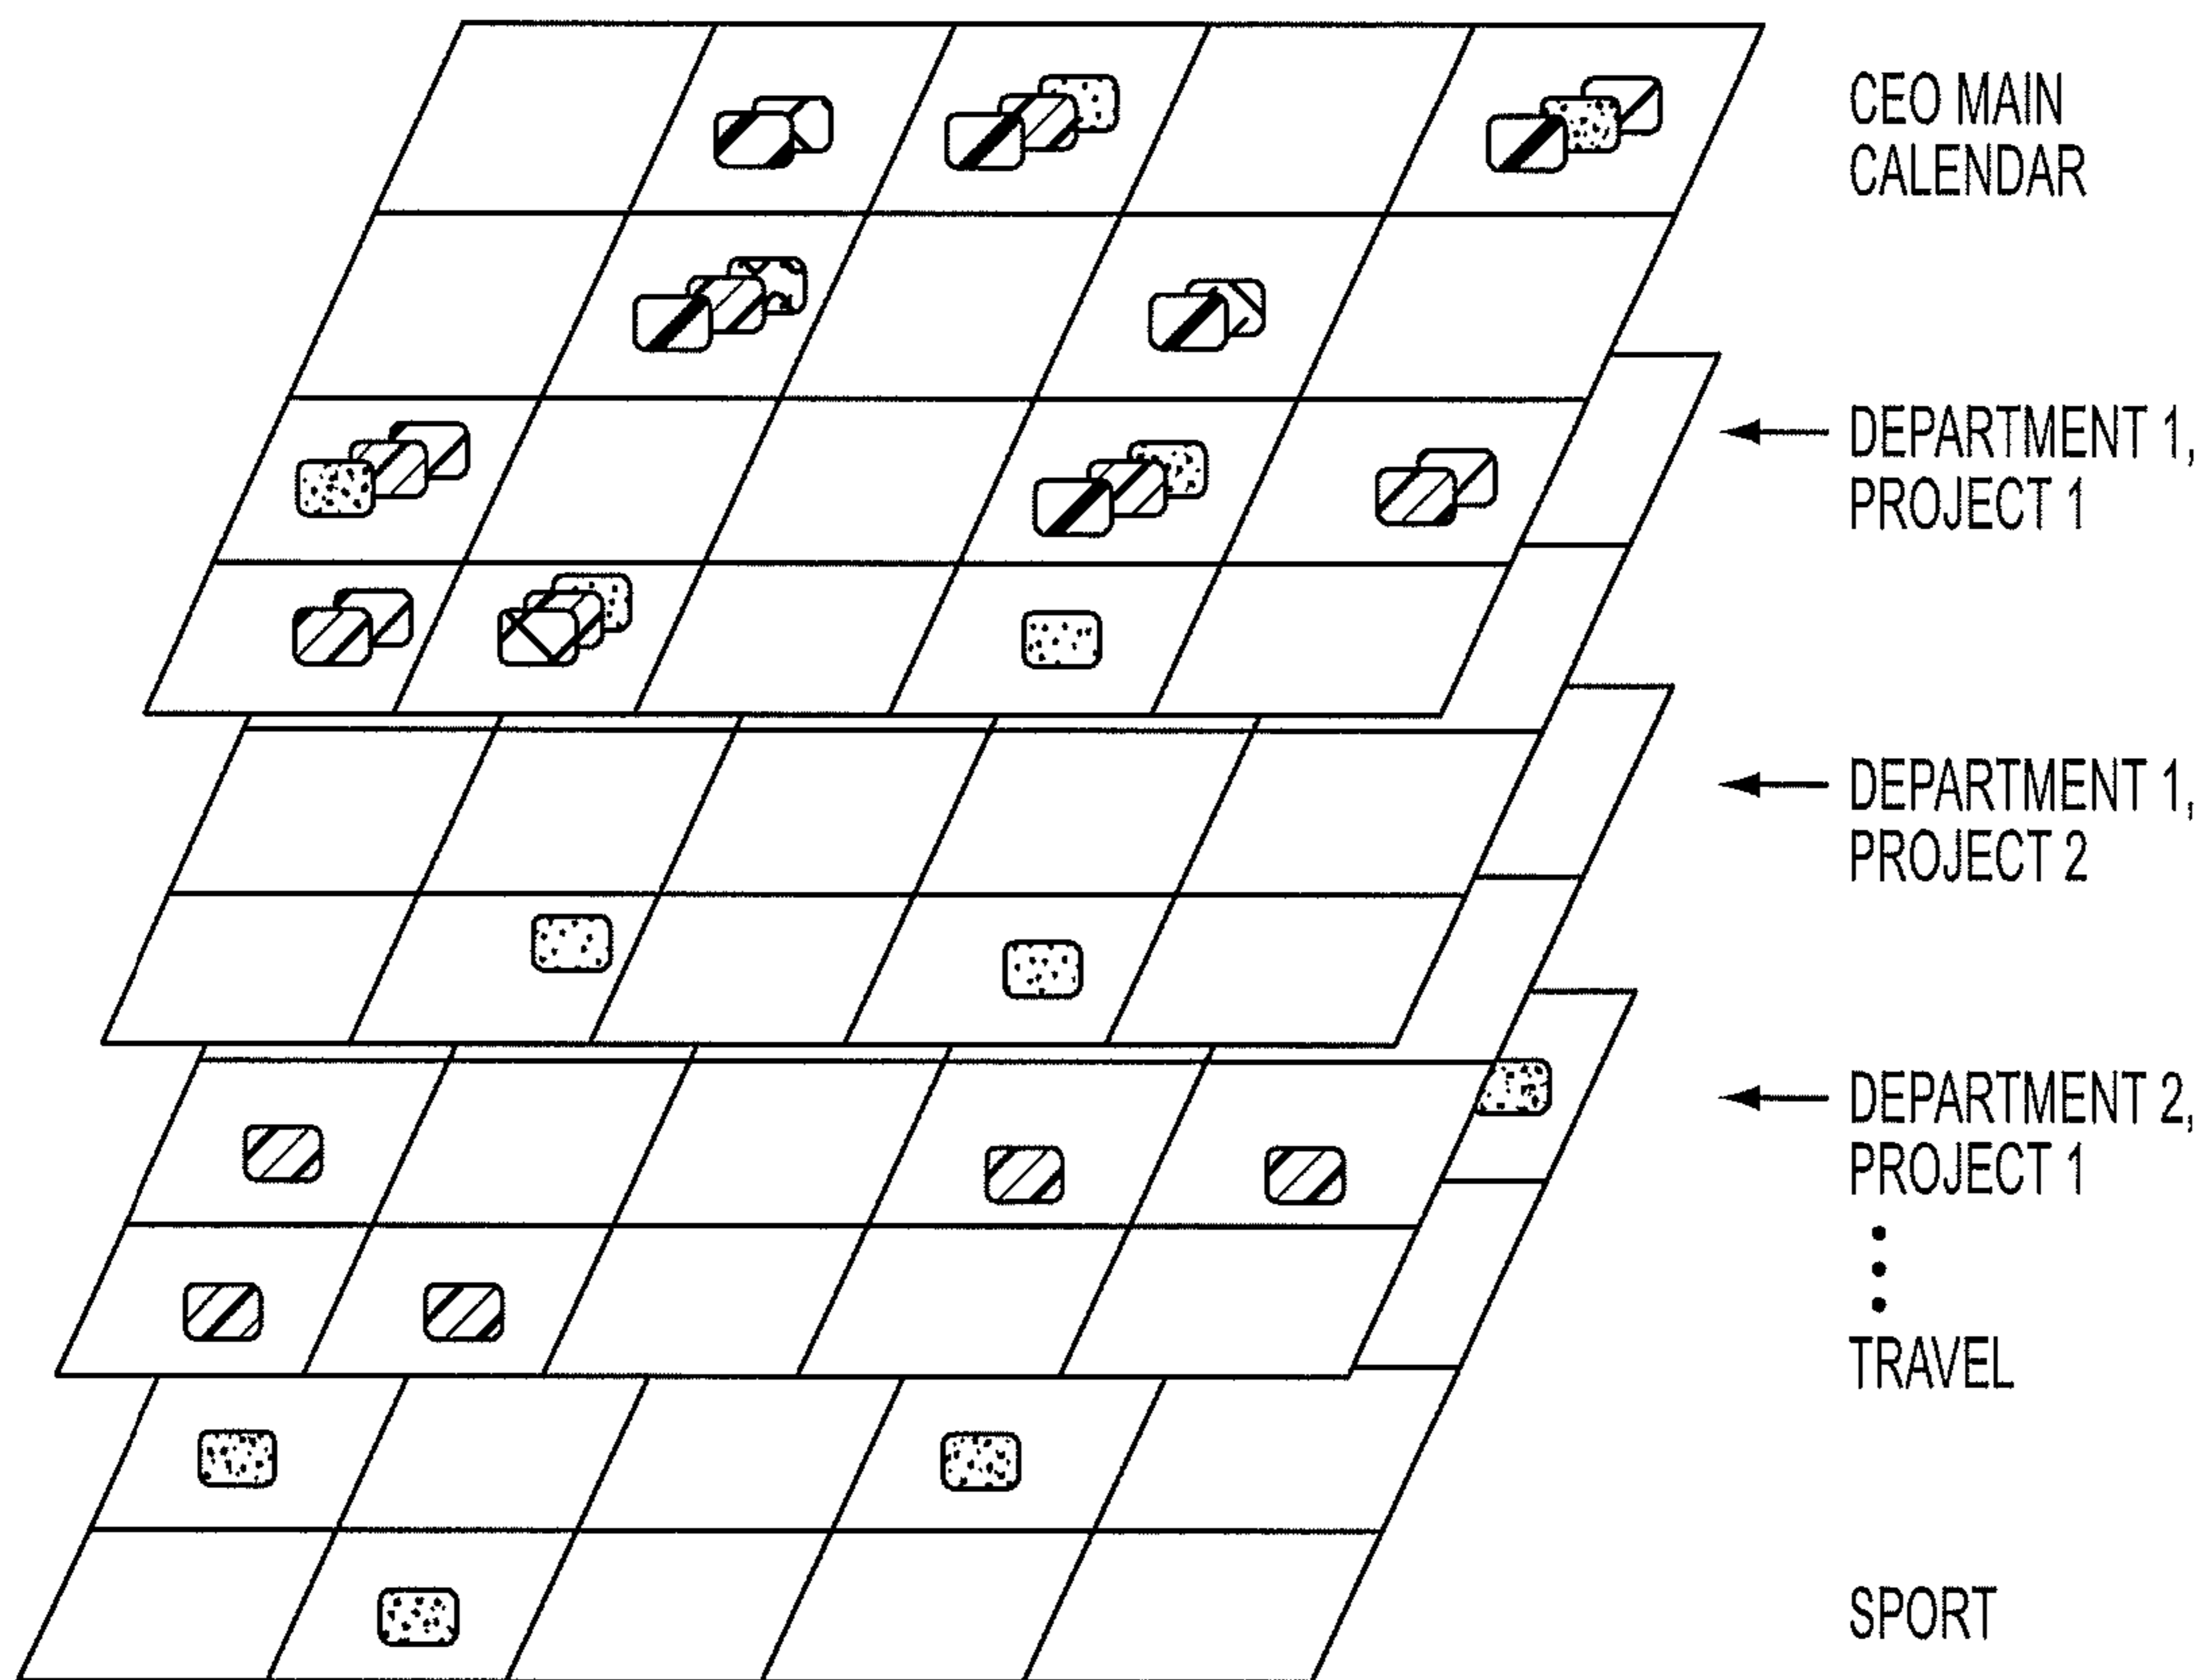 CEO MAIN
CALENDAR
DEPARTMENT 1,
PROJECT 1
DEPARTMENT 1,
PROJECT 2
DEPARTMENT 2,
PROJECT 1
TRAVEL
SPORT